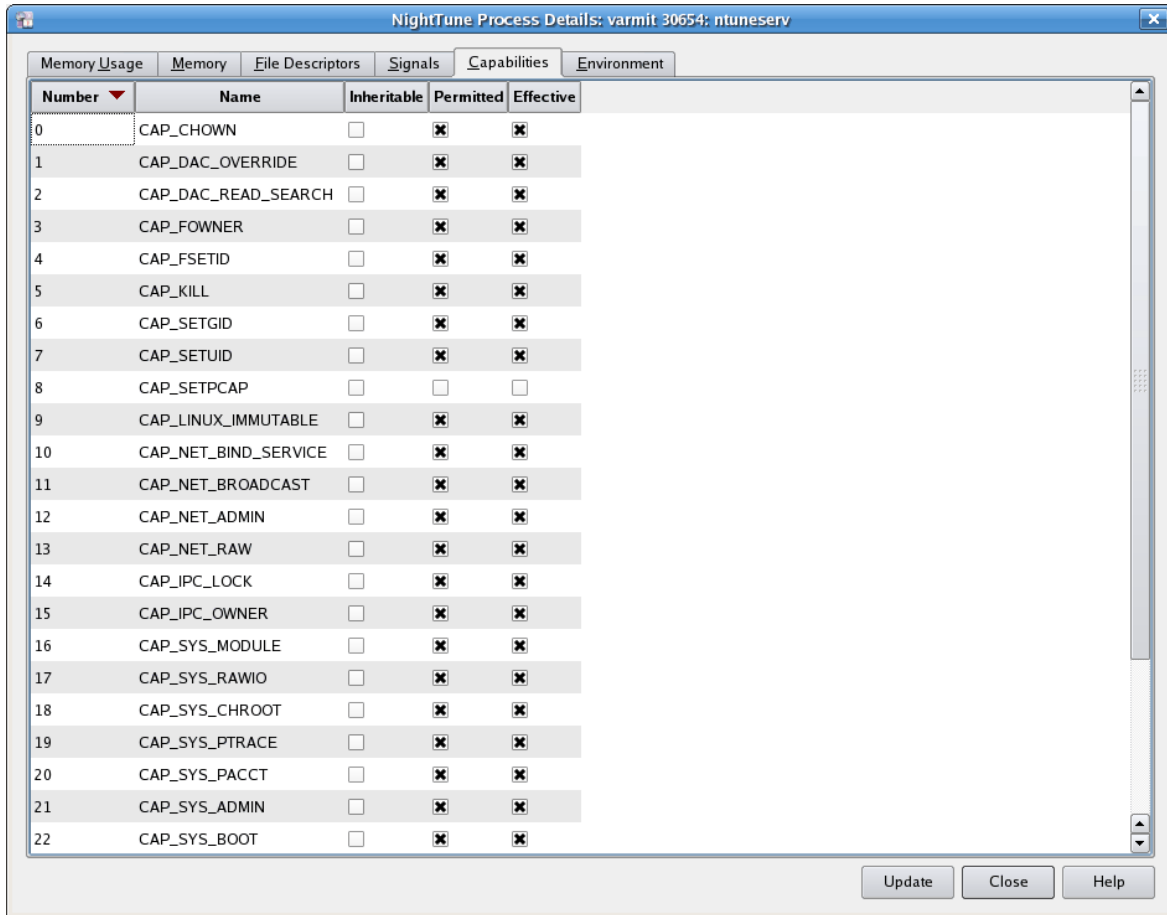 NightTune Process Details: varmit 30654: ntuneserv
Memory Usage Memory File Descriptors Signals Capabilities Environment
Number Name Inheritable Permitted Effective
0 CAP_CHOWN
1 CAP_DAC_OVERRIDE
2 CAP_DAC_READ_SEARCH
3 CAP_FOWNER
4 CAP_FSETID
5 CAP_KILL
6 CAP_SETGID
7 CAP_SETUID
8 CAP_SETPCAP
9 CAP_LINUX_IMMUTABLE
10 CAP_NET_BIND_SERVICE
11 CAP_NET_BROADCAST
12 CAP_NET_ADMIN
13 CAP_NET_RAW
14 CAP_IPC_LOCK
15 CAP_IPC_OWNER
16 CAP_SYS_MODULE
17 CAP_SYS_RAWIO
18 CAP_SYS_CHROOT
19 CAP_SYS_PTRACE
20 CAP_SYS_PACCT
21 CAP_SYS_ADMIN
22 CAP_SYS_BOOT
Update Close Help